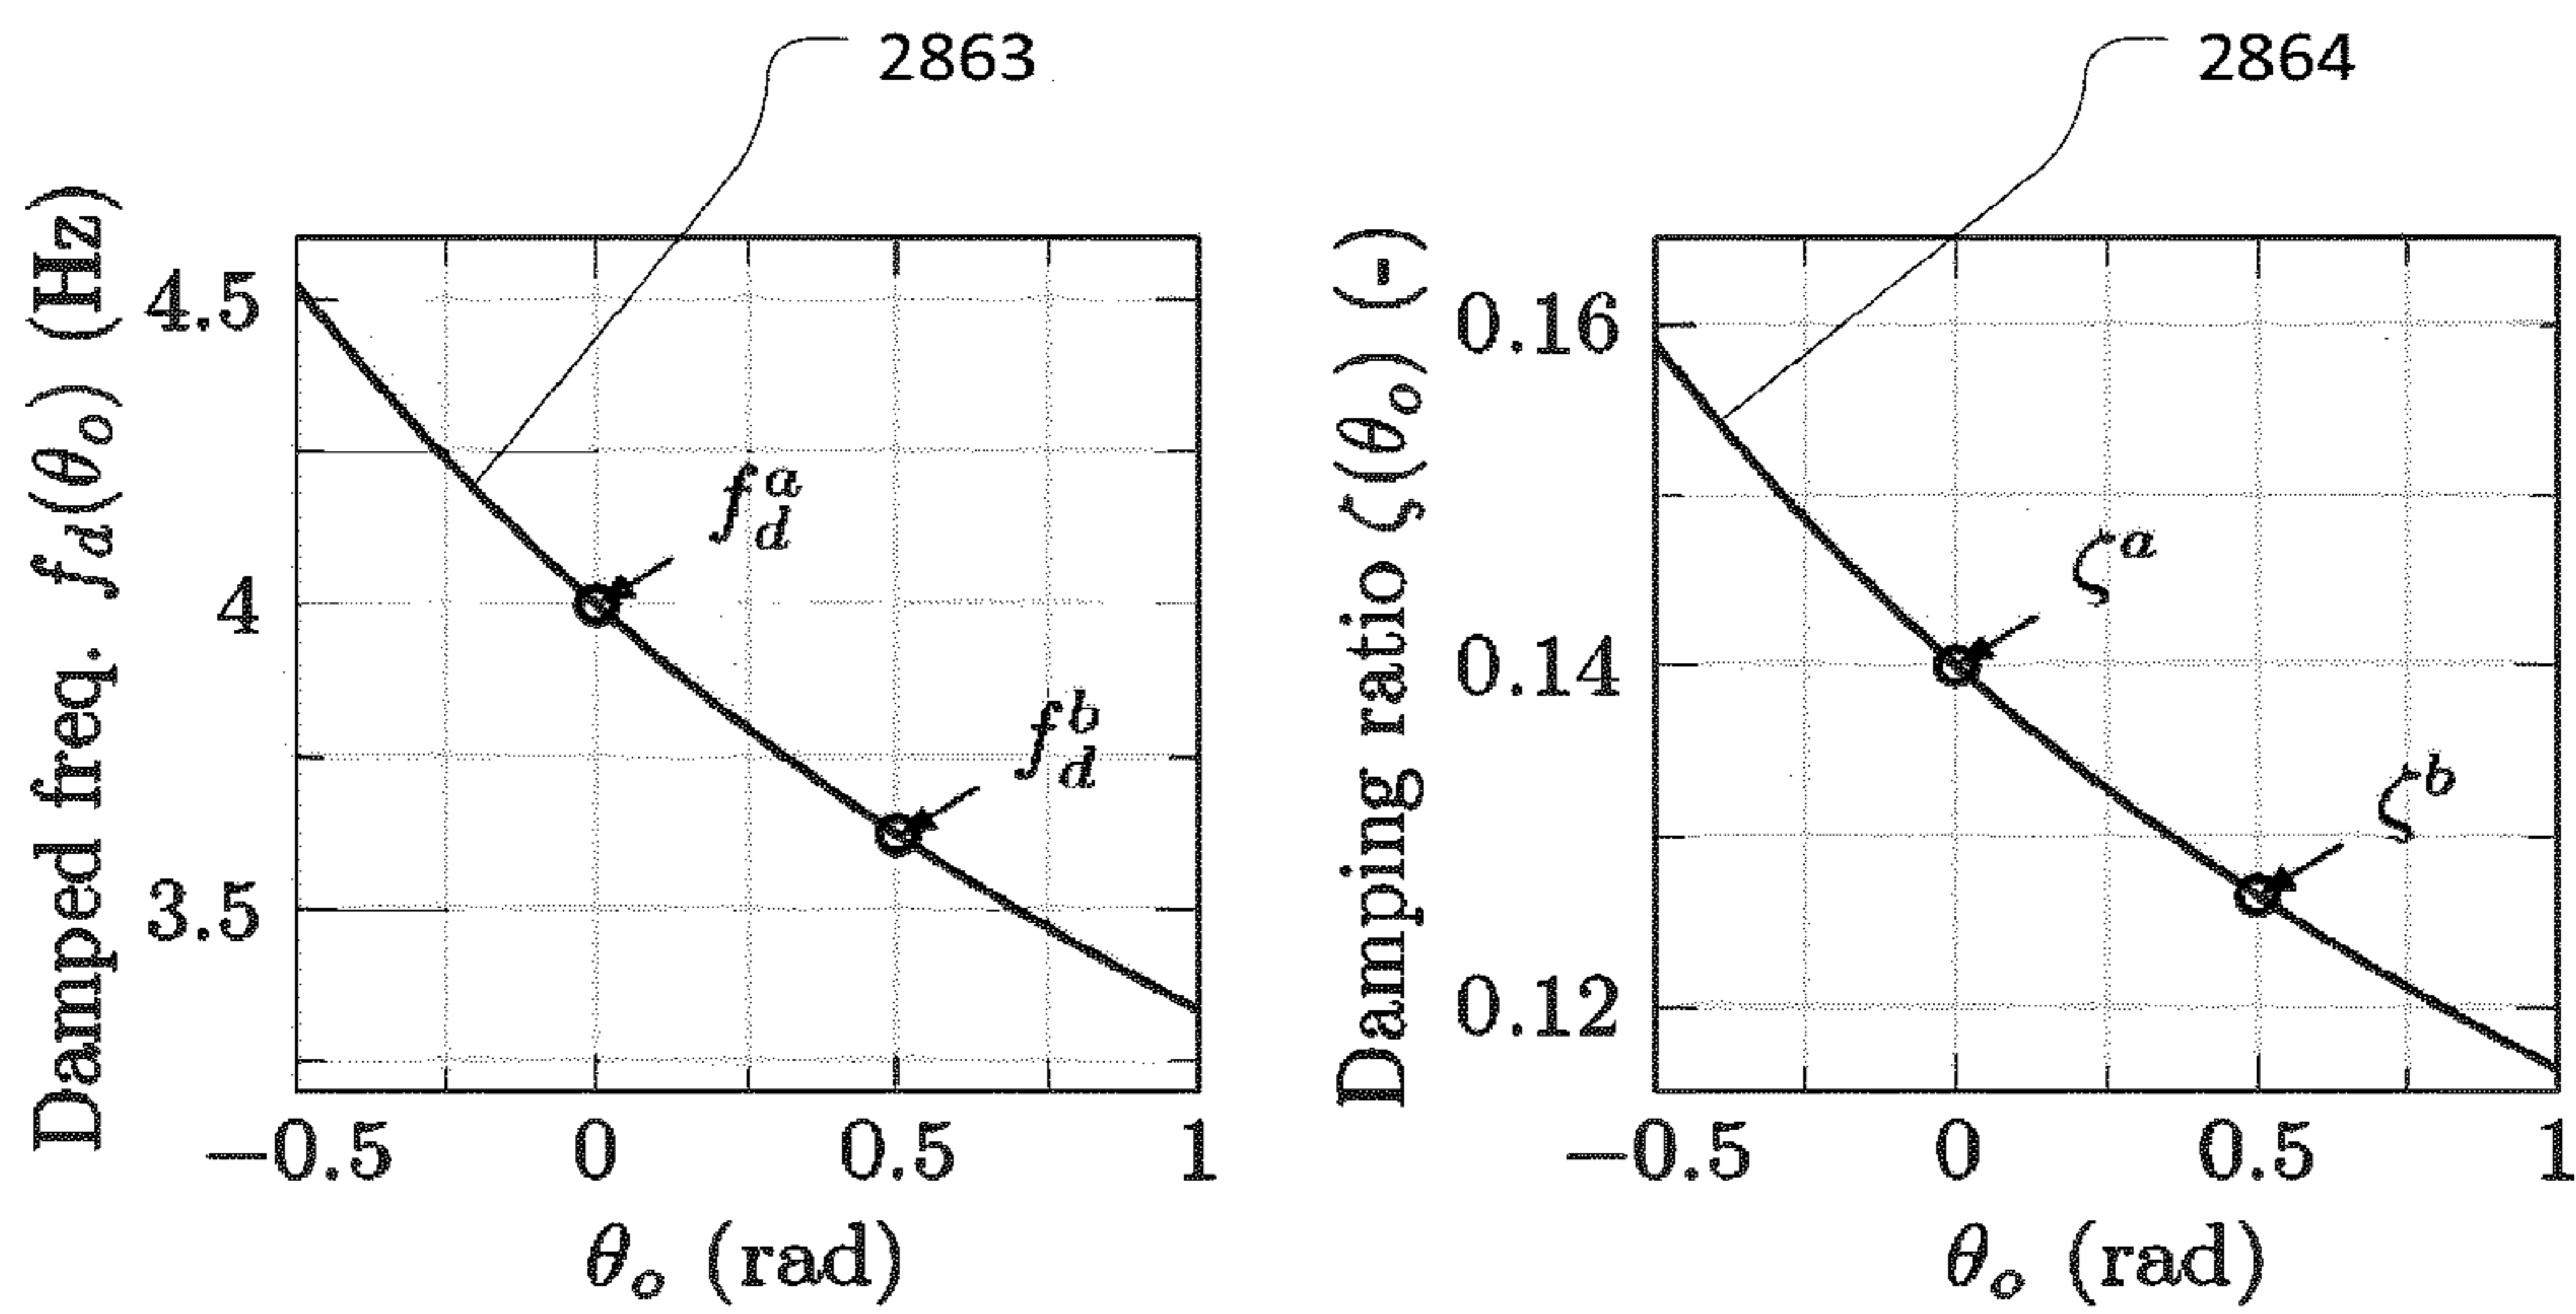 2863
Damped freq. f_d(θ_o) (Hz)
4.5
4
3.5
f_d^a
f_d^b
−0.5 0 0.5 1
θ_o (rad)
2864
Damping ratio ζ(θ_o) (-)
0.16
0.14
0.12
ζ^a
ζ^b
−0.5 0 0.5 1
θ_o (rad)